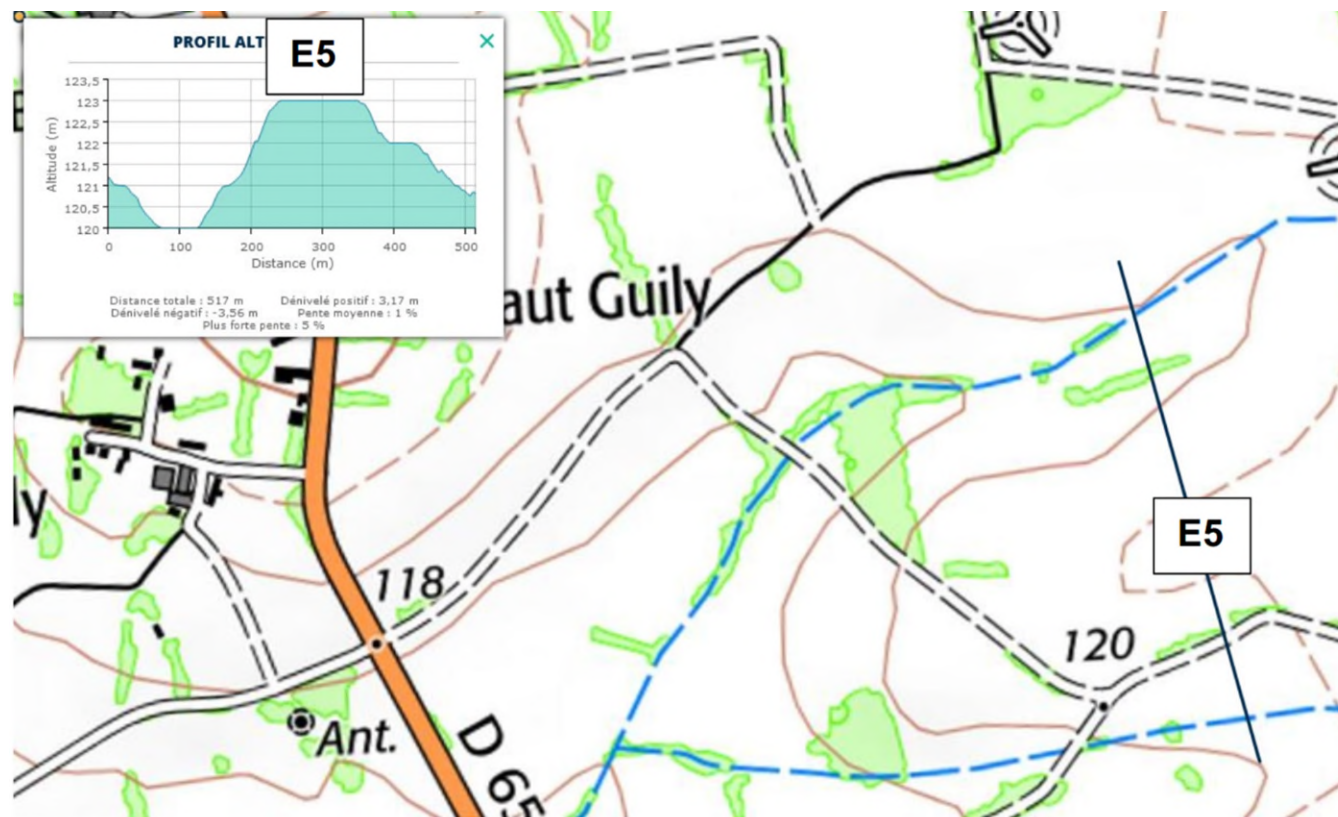 PROFIL ALT
E5
×
123,5
123
122,5
122
121,5
121
120,5
120
Altitude (m)
0 100 200 300 400 500
Distance (m)
Distance totale : 517 m Dénivelé positif : 3,17 m
Dénivelé négatif : -3,56 m Pente moyenne : 1 %
Plus forte pente : 5 %
aut Guily
ly
E5
118
120
Ant.
D 65